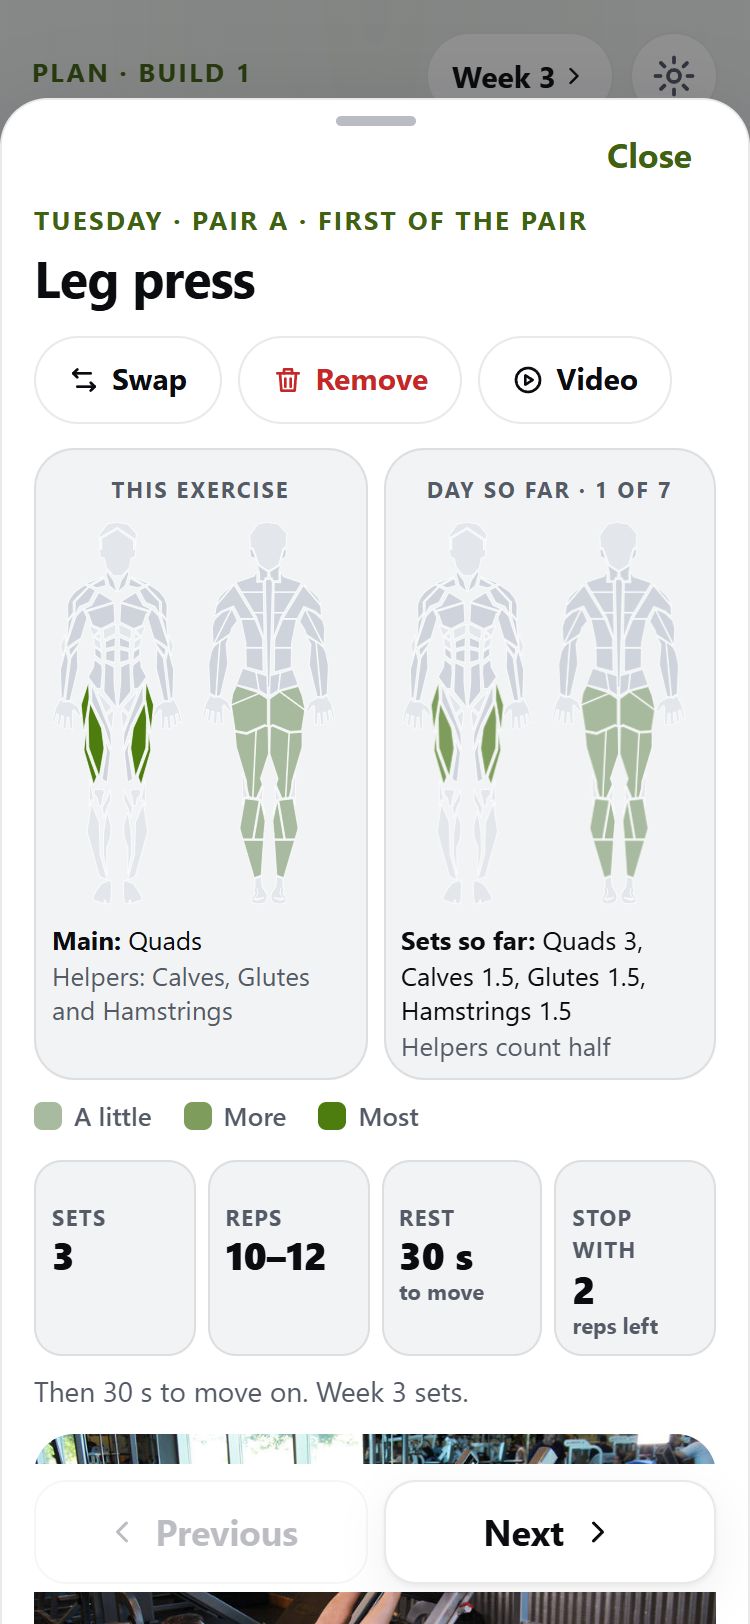 PLAN · BUILD 1
Week 3
Close
TUESDAY · PAIR A · FIRST OF THE PAIR
Leg press
Swap
Remove
Video
THIS EXERCISE
Main: Quads
Helpers: Calves, Glutes
and Hamstrings
DAY SO FAR · 1 OF 7
Sets so far: Quads 3,
Calves 1.5, Glutes 1.5,
Hamstrings 1.5
Helpers count half
A little
More
Most
SETS
3
REPS
10–12
REST
30 s
to move
STOP
WITH
2
reps left
Then 30 s to move on. Week 3 sets.
Previous
Next